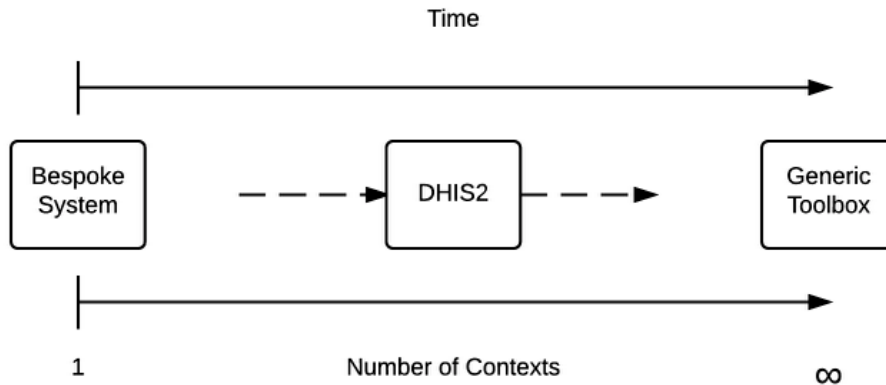 Time
Bespoke
System
DHIS2
Generic
Toolbox
1
Number of Contexts
∞